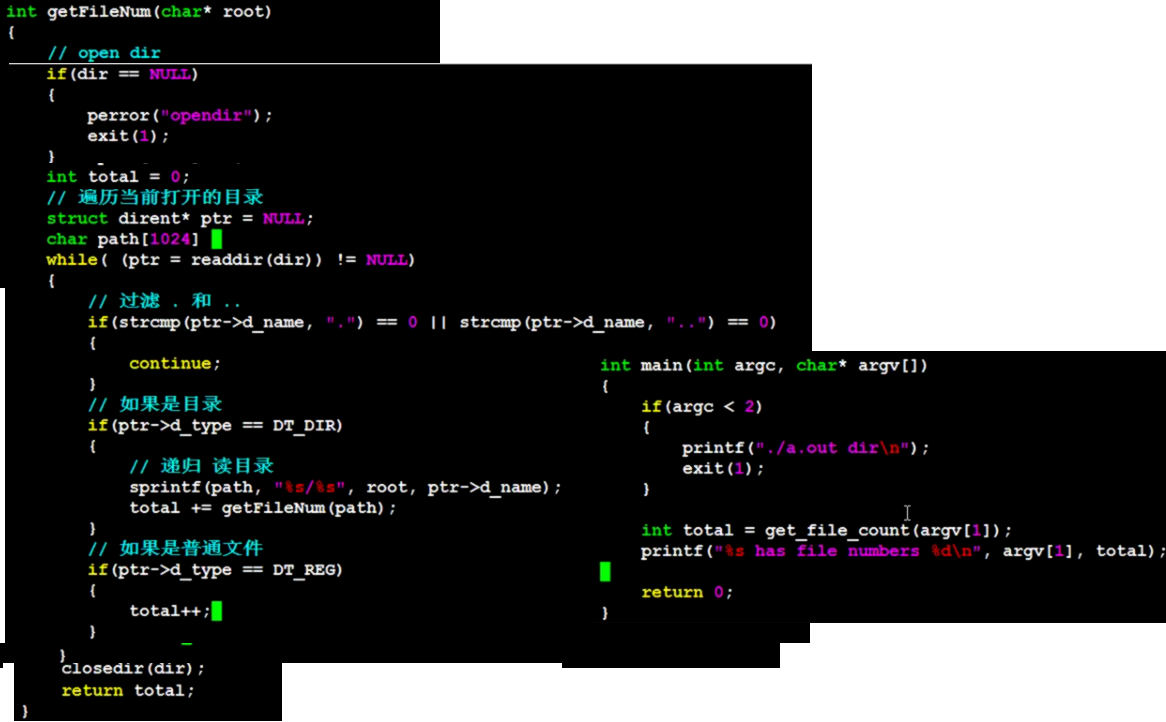 int getFileNum(char* root)
{
// open dir
if(dir == NULL)
{
perror("opendir");
exit(1);
}
int total = 0;
// 遍历当前打开的目录
struct dirent* ptr = NULL;
char path[1024]
while( (ptr = readdir(dir)) != NULL)
{
// 过滤 . 和 ..
if(strcmp(ptr->d_name, ".") == 0 || strcmp(ptr->d_name, "..") == 0)
{
continue;
}
// 如果是目录
if(ptr->d_type == DT_DIR)
{
// 递归 读目录
sprintf(path, "%s/%s", root, ptr->d_name);
total += getFileNum(path);
}
// 如果是普通文件
if(ptr->d_type == DT_REG)
{
total++;
}
}
closedir(dir);
return total;
}
int main(int argc, char* argv[])
{
if(argc < 2)
{
printf("./a.out dir\n");
exit(1);
}
int total = get_file_count(argv[1]);
printf("%s has file numbers %d\n", argv[1], total);
return 0;
}